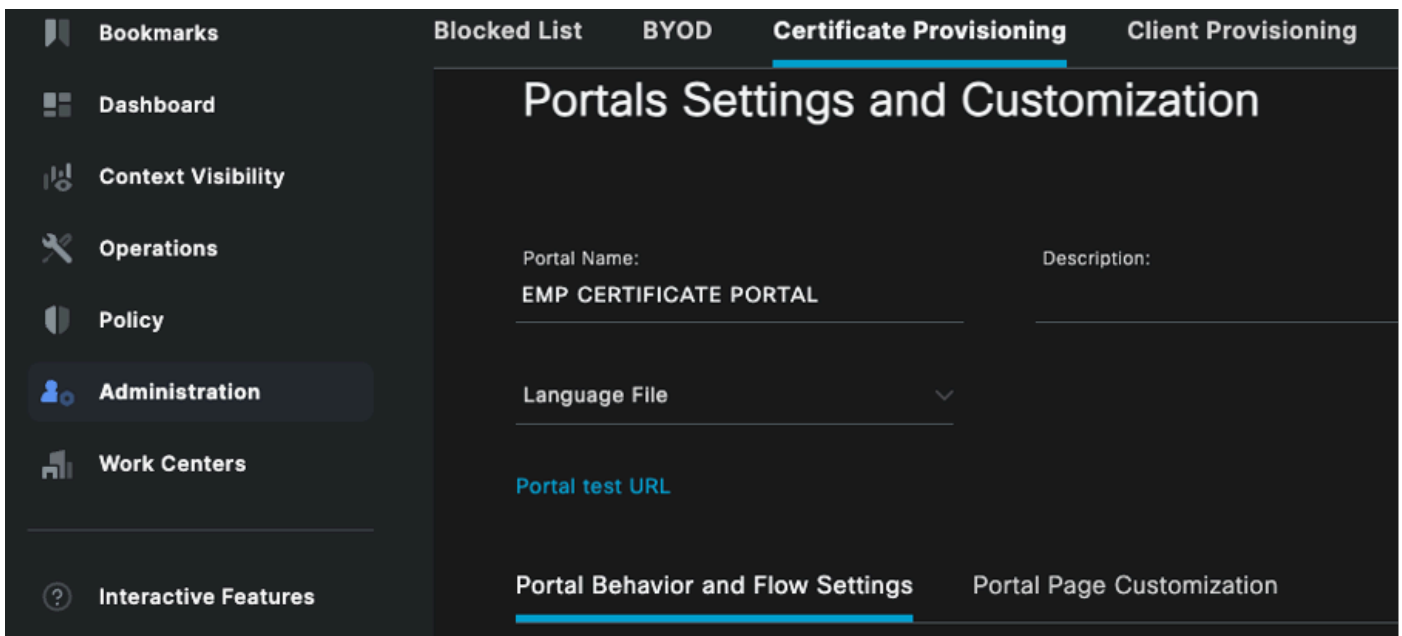 Bookmarks
Dashboard
Context Visibility
Operations
Policy
Administration
Work Centers
Interactive Features
Blocked List BYOD Certificate Provisioning Client Provisioning
Portals Settings and Customization
Portal Name: Description:
EMP CERTIFICATE PORTAL
Language File
Portal test URL
Portal Behavior and Flow Settings Portal Page Customization